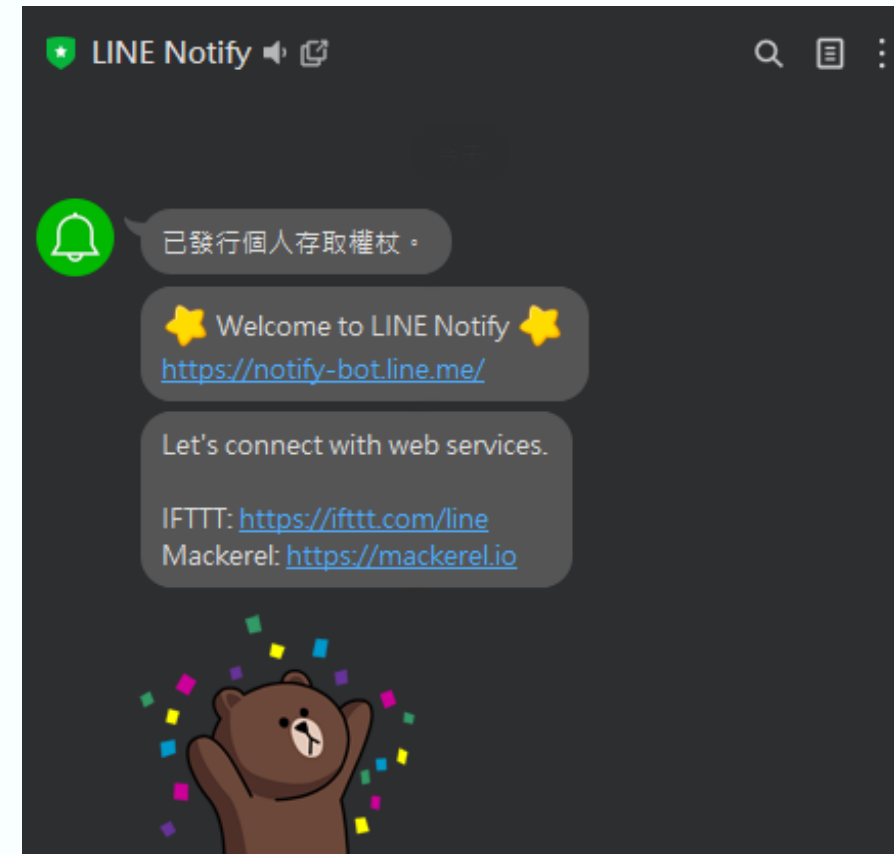 LINE Notify
已發行個人存取權杖。
Welcome to LINE Notify
https://notify-bot.line.me/
Let's connect with web services.
IFTTT: https://ifttt.com/line
Mackerel: https://mackerel.io